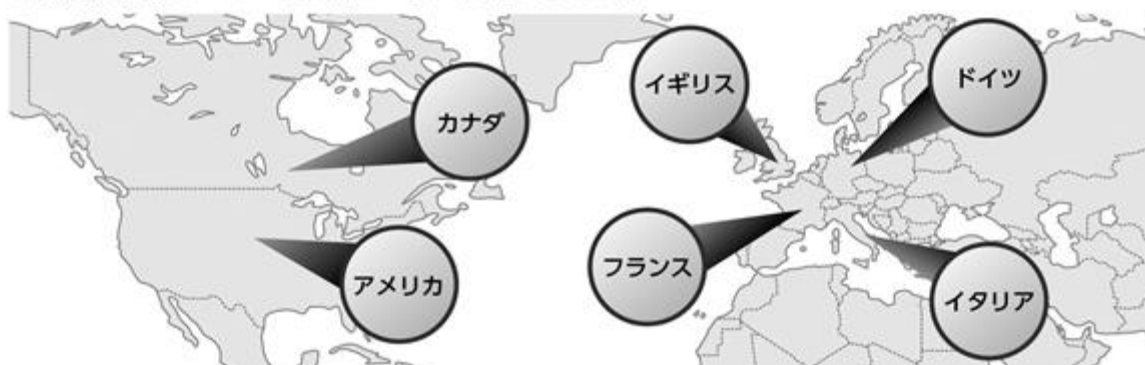 カナダ
アメリカ
イギリス
ドイツ
フランス
イタリア